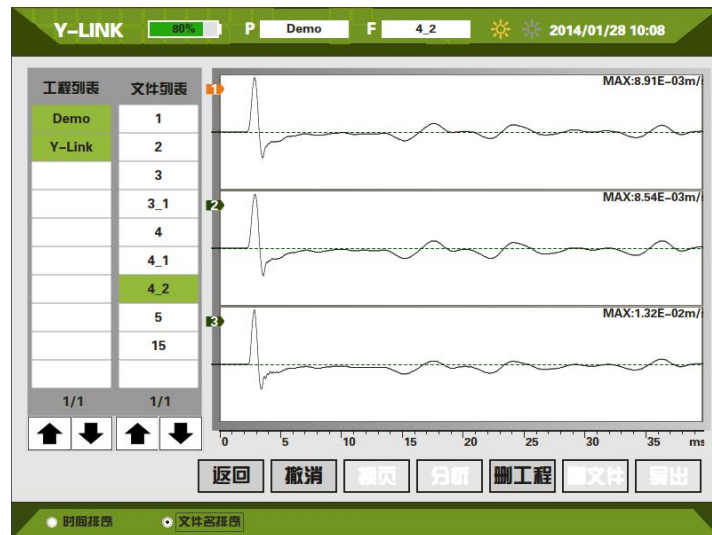 Y-LINK 80% P Demo F 4_2 2014/01/28 10:08
工程列表 文件列表
Demo
Y-Link
1
2
3
3_1
4
4_1
4_2
5
15
1/1 1/1
1 MAX:8.91E-03m/
2 MAX:8.54E-03m/
3 MAX:1.32E-02m/
0 5 10 15 20 25 30 35 ms
返回 撤消 换页 分析 删工程 删文件 导出
时间排序 文件名排序